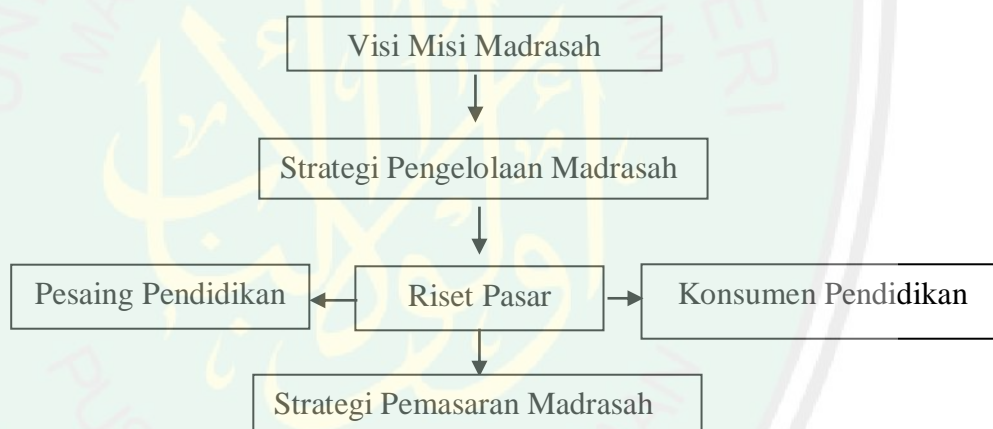 Visi Misi Madrasah
Strategi Pengelolaan Madrasah
Pesaing Pendidikan
Riset Pasar
Konsumen Pendidikan
Strategi Pemasaran Madrasah